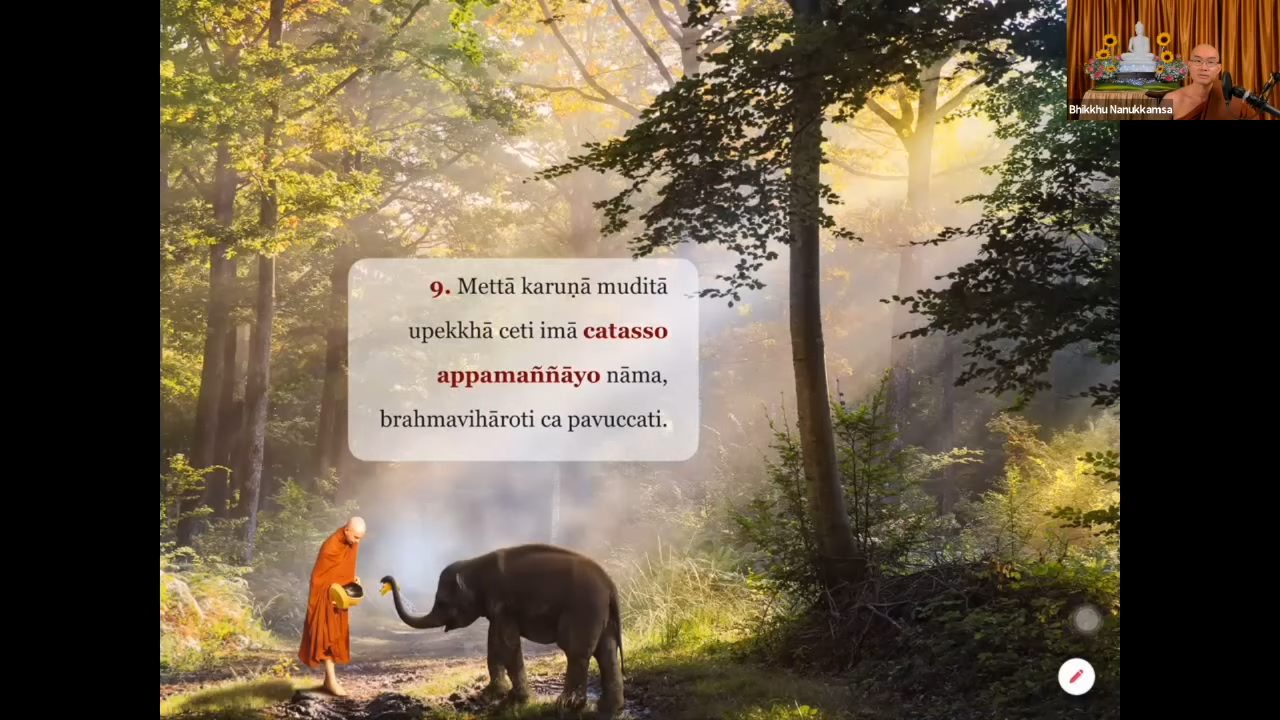 Bhikkhu Nanukkamsa
9. Mettā karuṇā muditā
upekkhā ceti imā catasso
appamaññāyo nāma,
brahmavihāroti ca pavuccati.